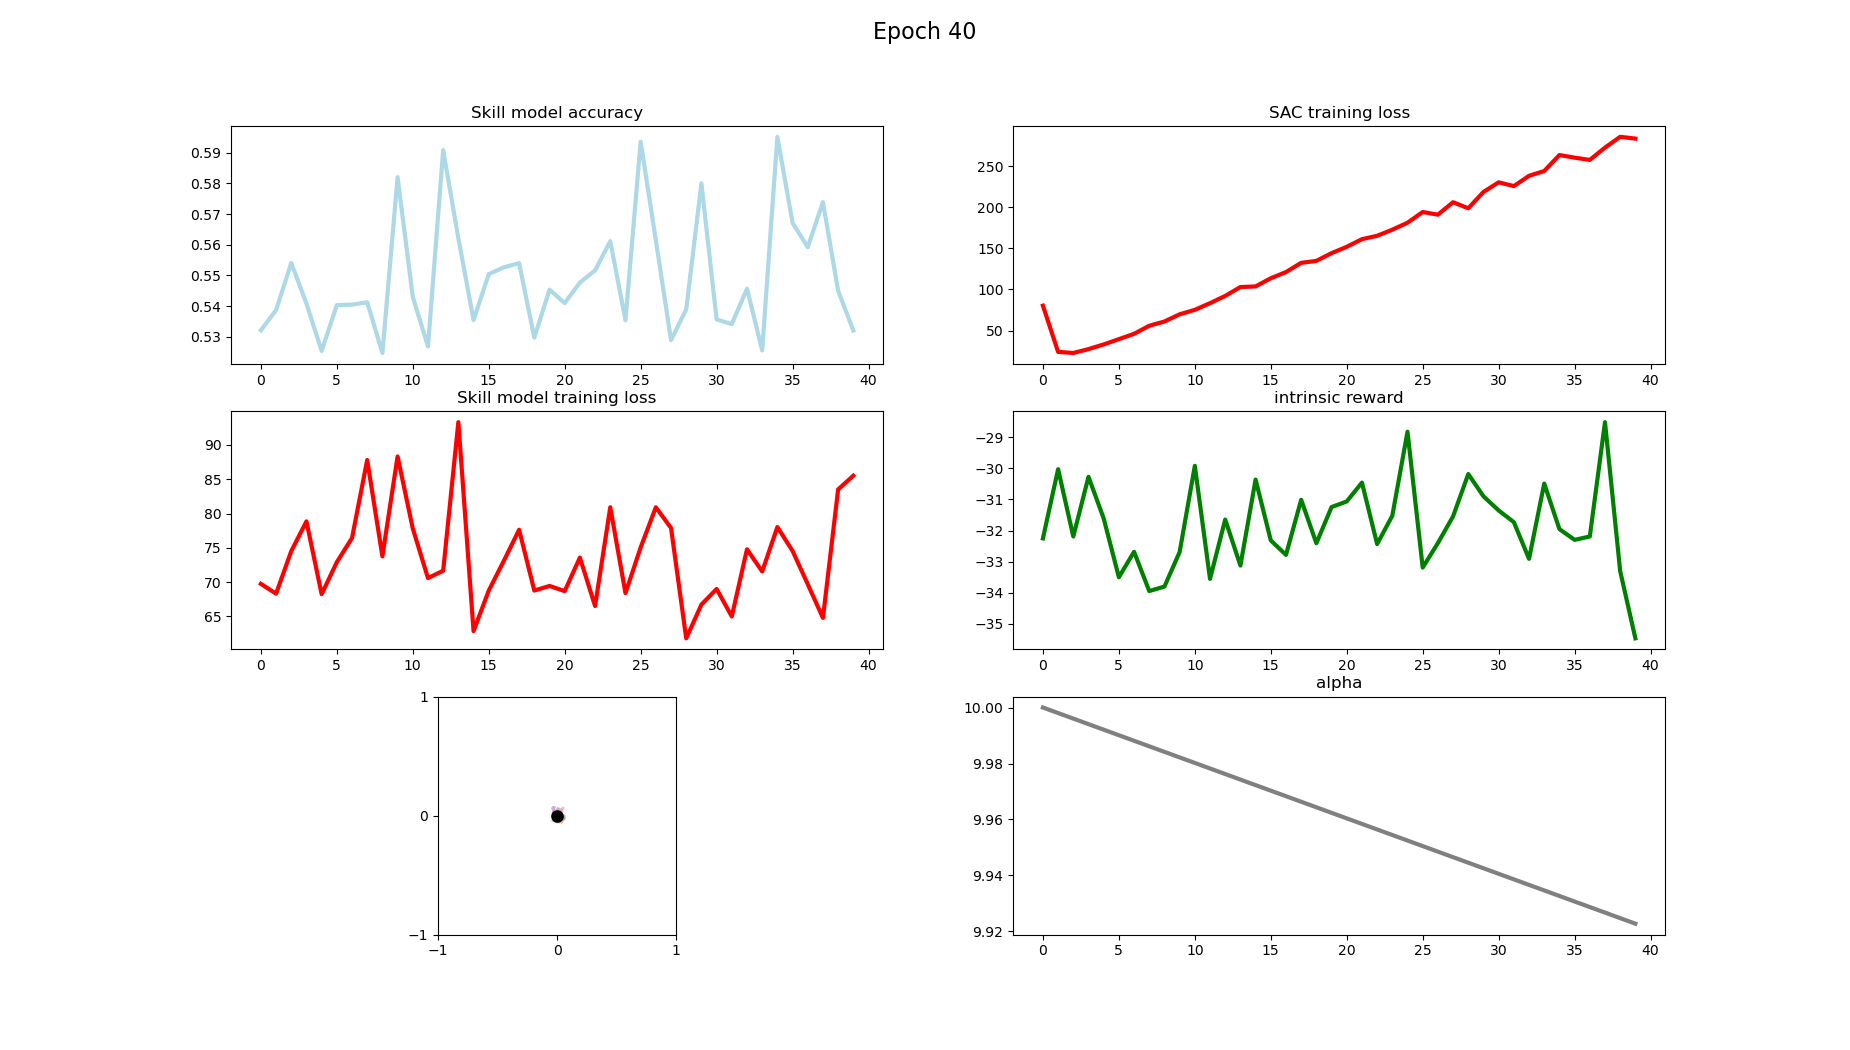 Epoch 40
Skill model accuracy
0.59
0.58
0.57
0.56
0.55
0.54
0.53
0 5 10 15 20 25 30 35 40
SAC training loss
250
200
150
100
50
0 5 10 15 20 25 30 35 40
Skill model training loss
90
85
80
75
70
65
0 5 10 15 20 25 30 35 40
intrinsic reward
−29
−30
−31
−32
−33
−34
−35
0 5 10 15 20 25 30 35 40
1
0
−1
−1 0 1
alpha
10.00
9.98
9.96
9.94
9.92
0 5 10 15 20 25 30 35 40